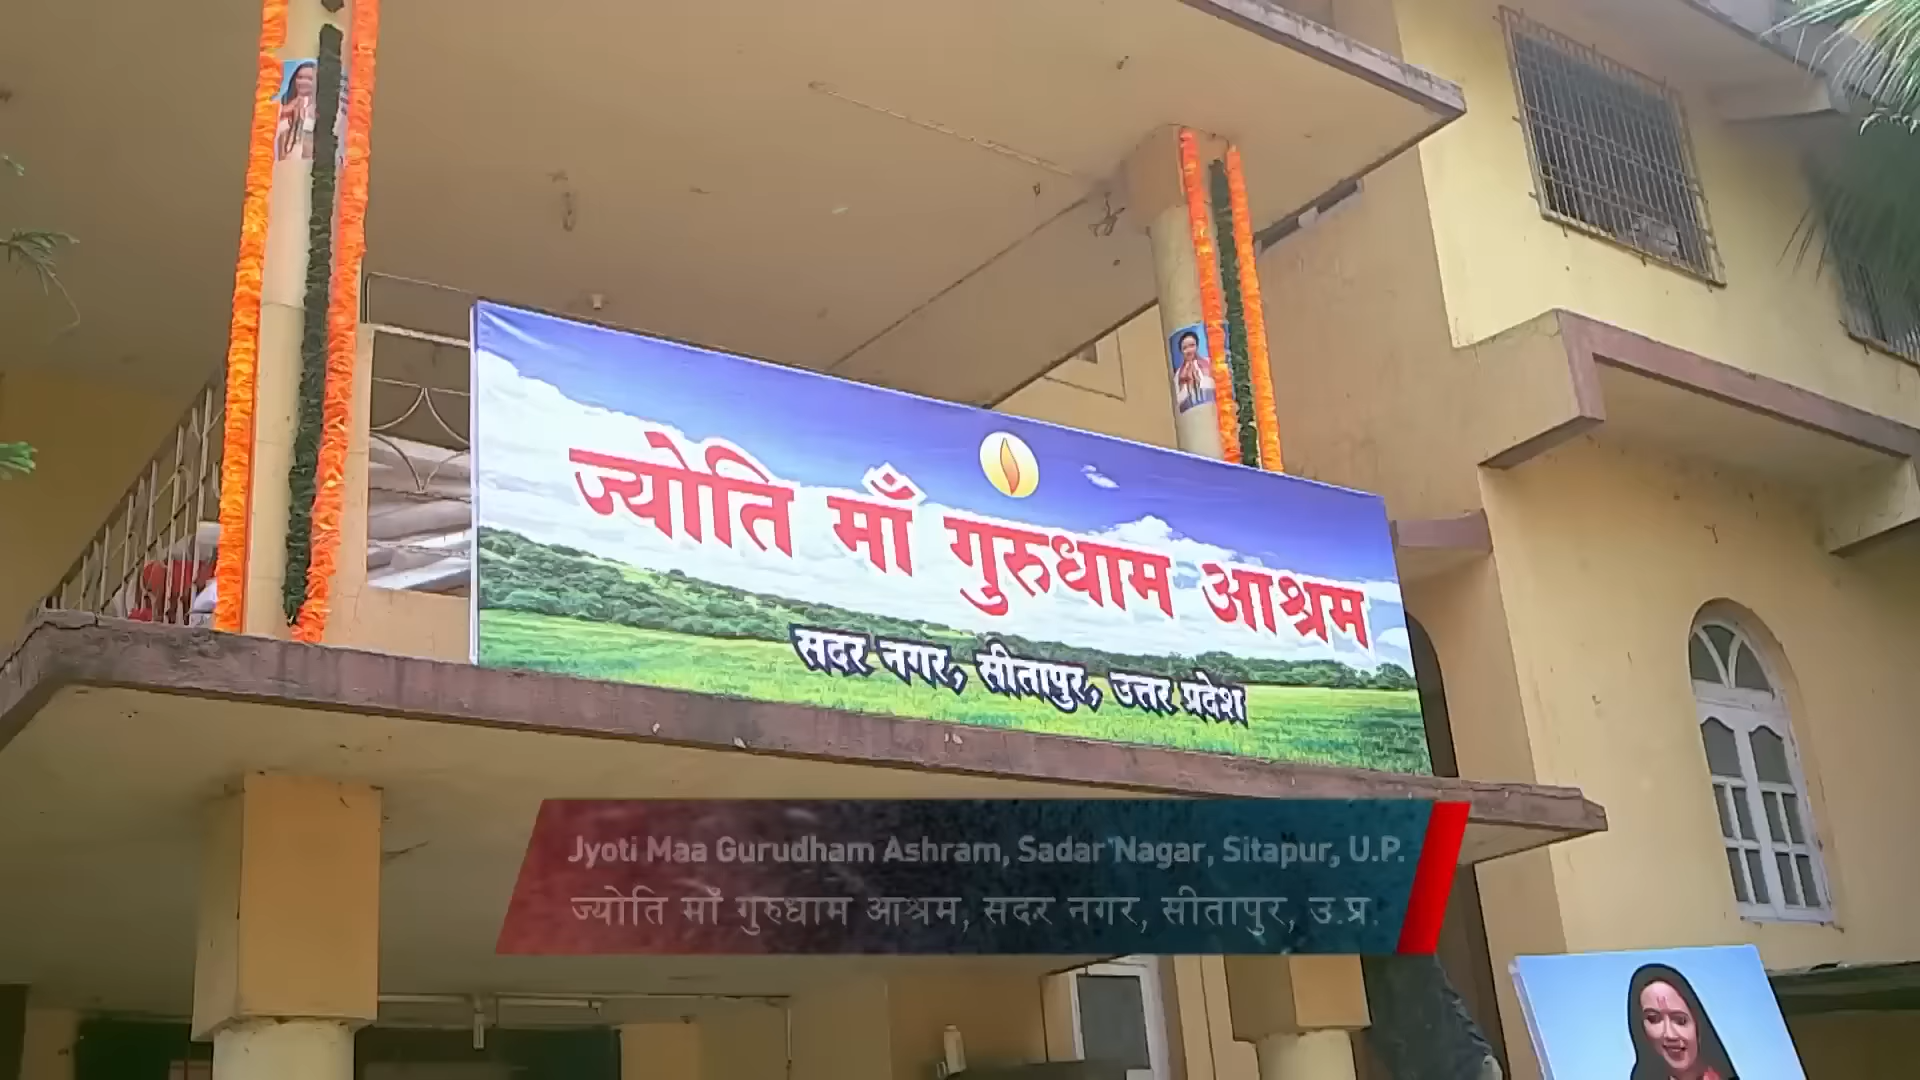 ज्योति माँ गुरुधाम आश्रम
सदर नगर, सीतापुर, उत्तर प्रदेश
Jyoti Maa Gurudham Ashram, Sadar Nagar, Sitapur, U.P.
ज्योति माँ गुरुधाम आश्रम, सदर नगर, सीतापुर, उ.प्र.